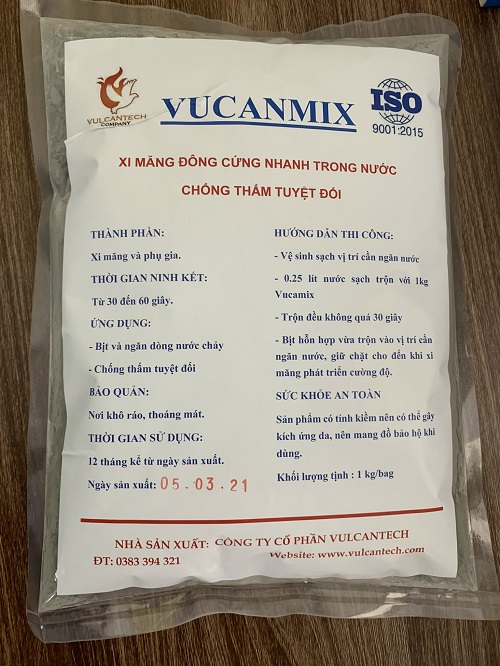 VULCANTECH
COMPANY
VUCANMIX
ISO
9001:2015
XI MĂNG ĐÔNG CỨNG NHANH TRONG NƯỚC
CHỐNG THẤM TUYỆT ĐỐI
THÀNH PHẦN:
Xi măng và phụ gia.
THỜI GIAN NINH KẾT:
Từ 30 đến 60 giây.
ỨNG DỤNG:
- Bịt và ngăn dòng nước chảy
- Chống thấm tuyệt đối
BẢO QUẢN:
Nơi khô ráo, thoáng mát.
THỜI GIAN SỬ DỤNG:
12 tháng kể từ ngày sản xuất.
Ngày sản xuất: 05.03.21
HƯỚNG DẪN THI CÔNG:
- Vệ sinh sạch vị trí cần ngăn nước
- 0.25 lít nước sạch trộn với 1kg
Vucamix
- Trộn đều không quá 30 giây
- Bịt hỗn hợp vừa trộn vào vị trí cần
ngăn nước, giữ chặt cho đến khi xi
măng phát triển cường độ.
SỨC KHỎE AN TOÀN
Sản phẩm có tính kiềm nên có thể gây
kích ứng da, nên mang đồ bảo hộ khi
dùng.
Khối lượng tịnh : 1 kg/bag
NHÀ SẢN XUẤT: CÔNG TY CỔ PHẦN VULCANTECH
ĐT: 0383 394 321
Website: www.vulcantech.com